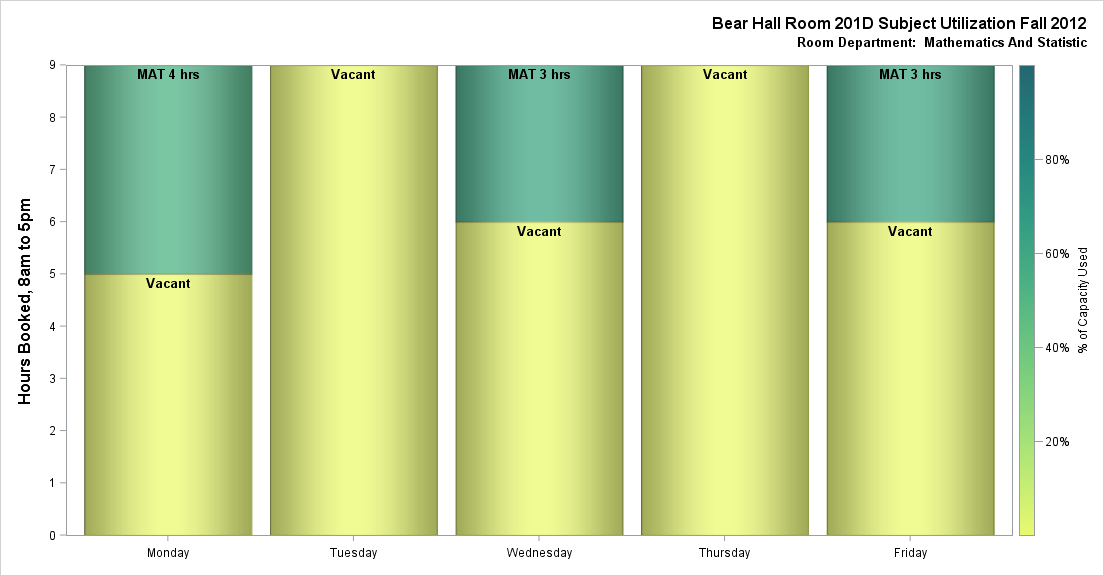 Bear Hall Room 201D Subject Utilization Fall 2012
Room Department:  Mathematics And Statistic
Hours Booked, 8am to 5pm
9
8
7
6
5
4
3
2
1
0
MAT 4 hrs
Vacant
Vacant
MAT 3 hrs
Vacant
Vacant
MAT 3 hrs
Vacant
Monday
Tuesday
Wednesday
Thursday
Friday
80%
60%
40%
20%
% of Capacity Used